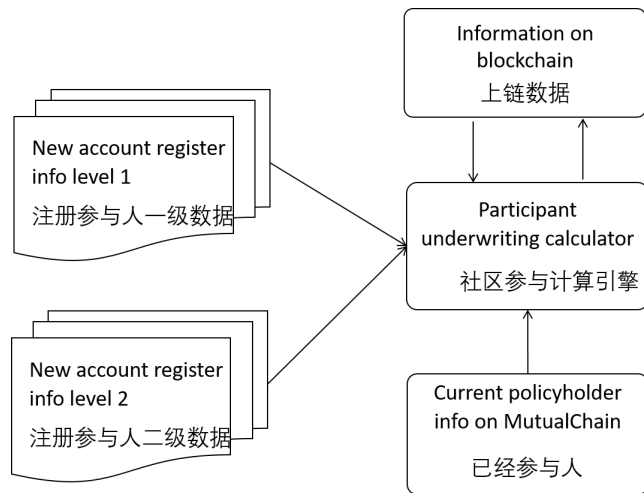 Information on
blockchain
上链数据
New account register
info level 1
注册参与人一级数据
Participant
underwriting calculator
社区参与计算引擎
New account register
info level 2
注册参与人二级数据
Current policyholder
info on MutualChain
已经参与人